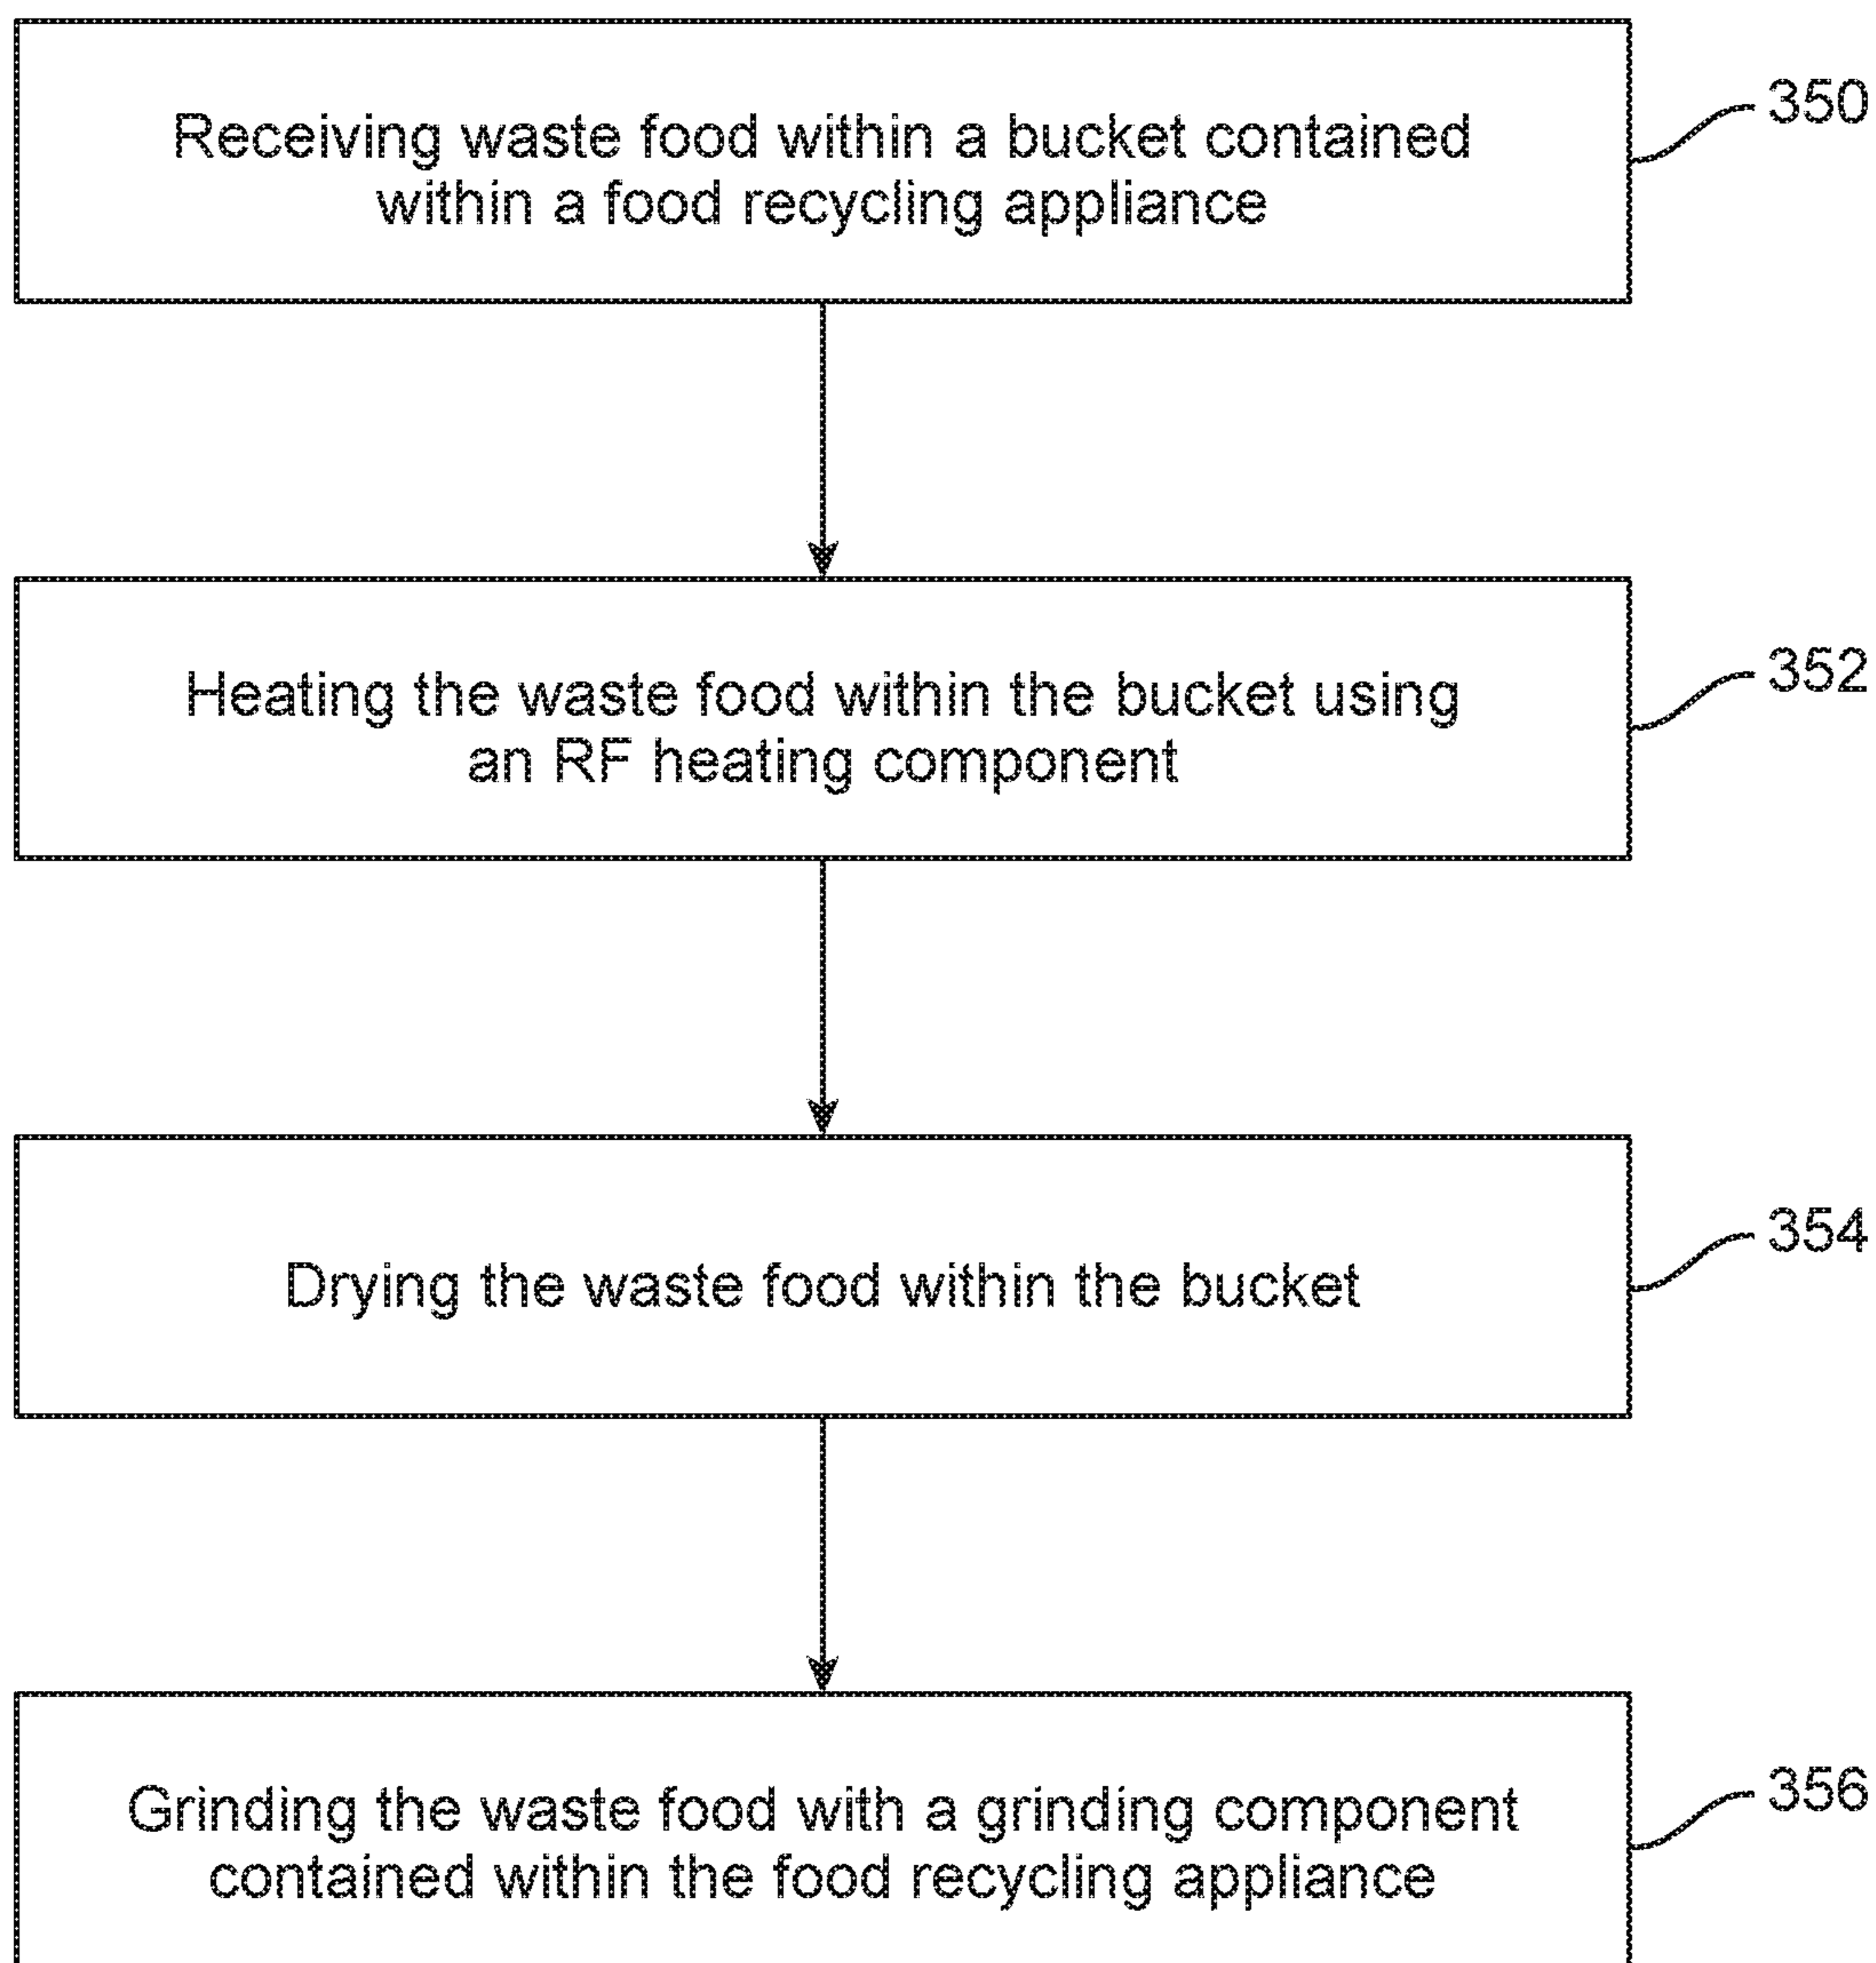 Receiving waste food within a bucket contained
within a food recycling appliance
350
Heating the waste food within the bucket using
an RF heating component
352
Drying the waste food within the bucket
354
Grinding the waste food with a grinding component
contained within the food recycling appliance
356